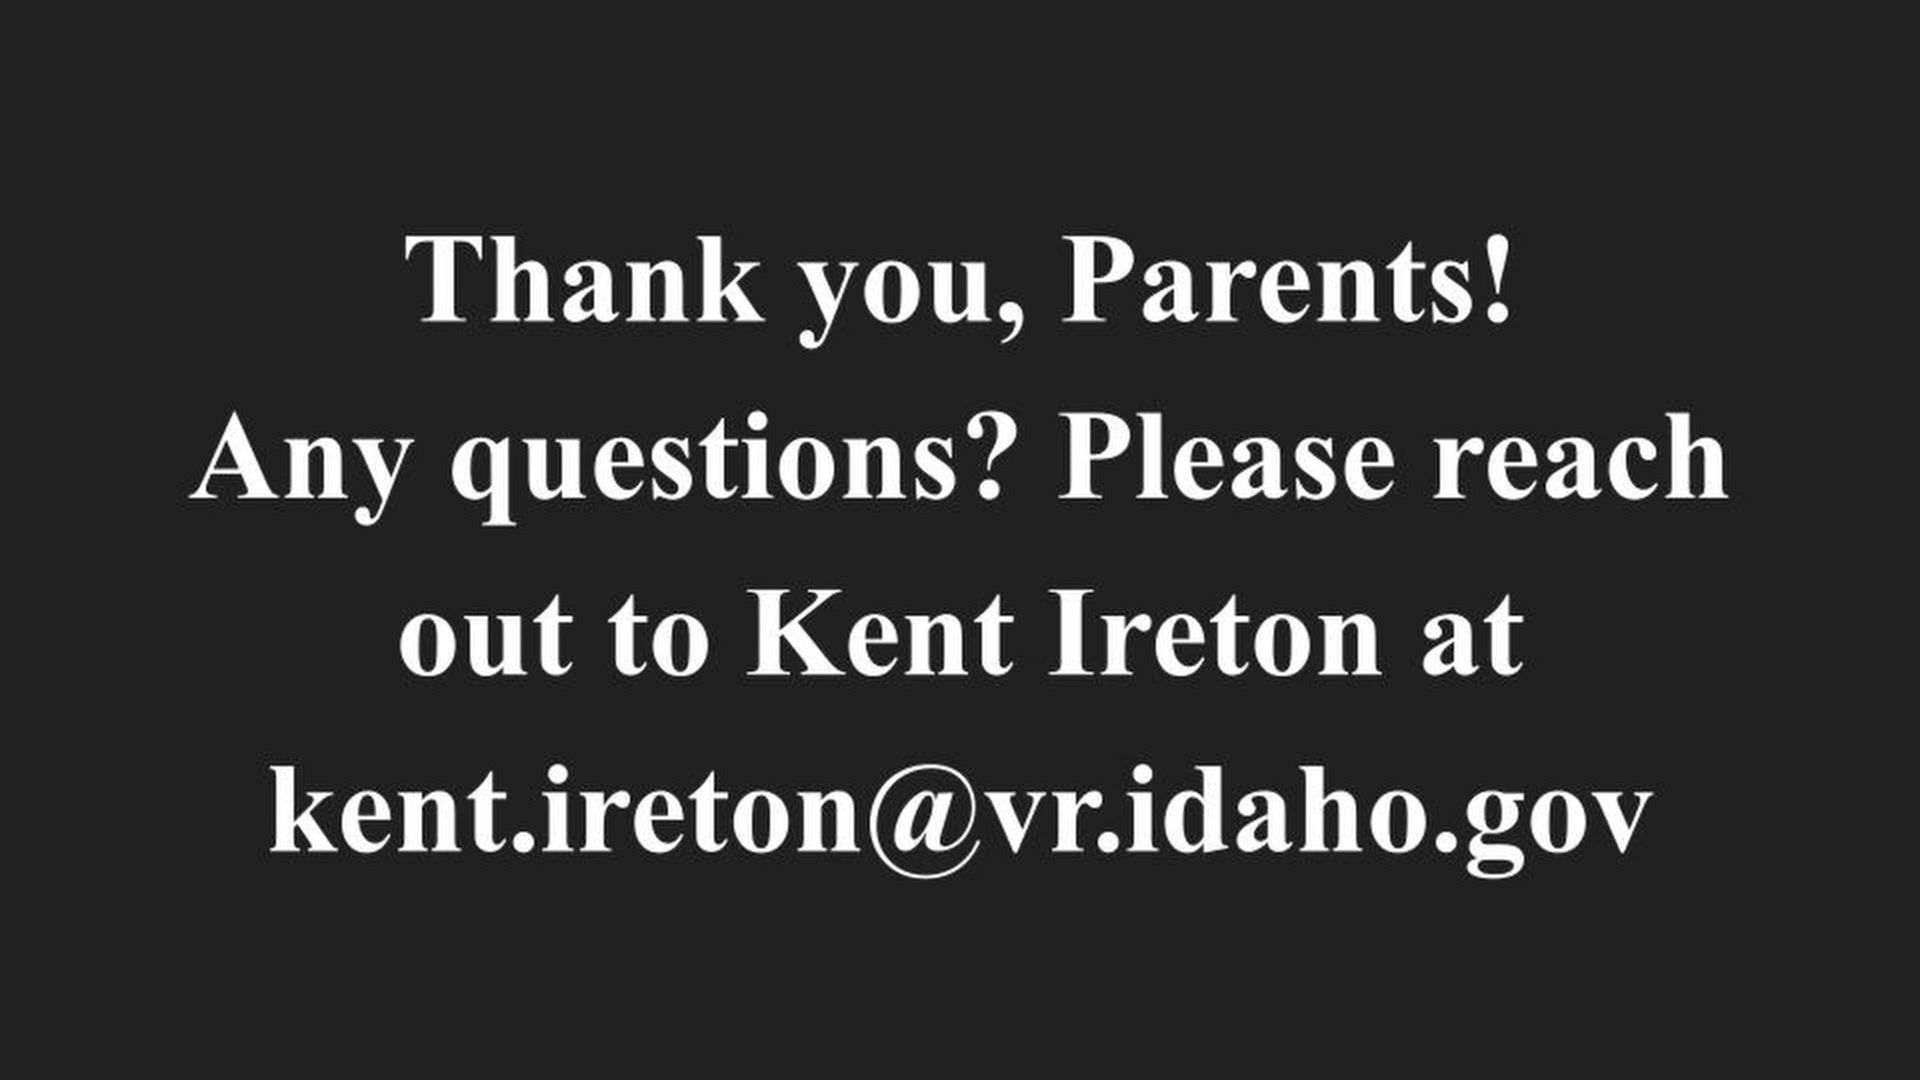 Thank you, Parents!
Any questions? Please reach
out to Kent Ireton at
kent.ireton@vr.idaho.gov